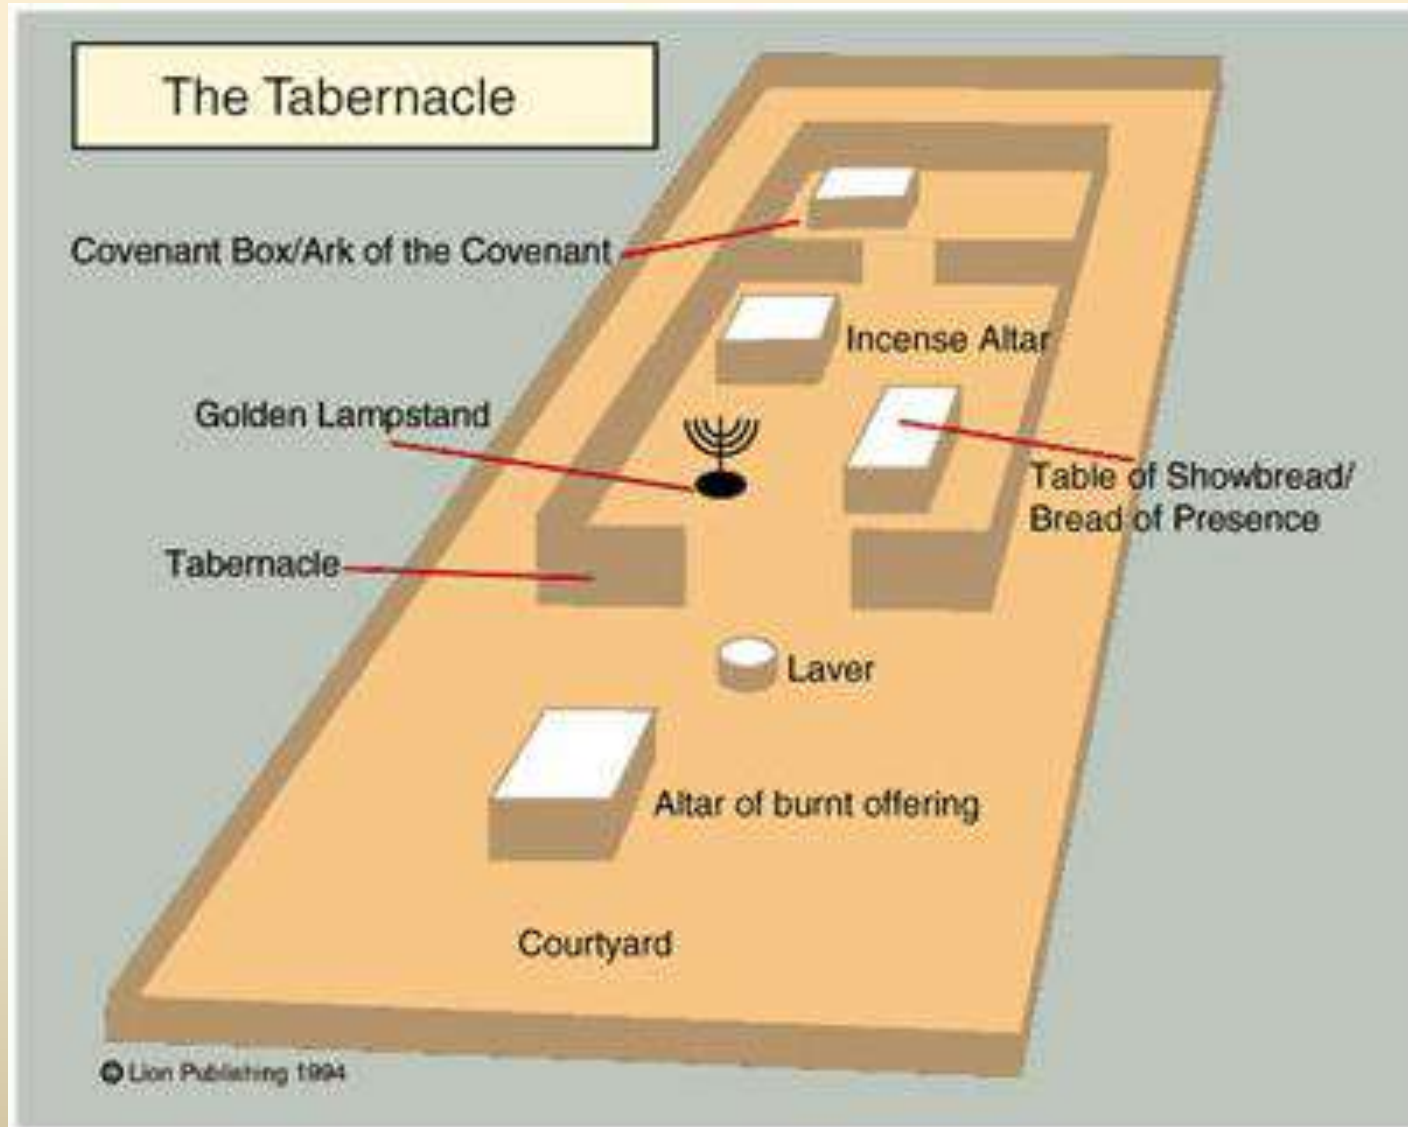 The Tabernacle
Covenant Box/Ark of the Covenant
Incense Altar
Golden Lampstand
Table of Showbread/
Bread of Presence
Tabernacle
Laver
Altar of burnt offering
Courtyard
© Lion Publishing 1994